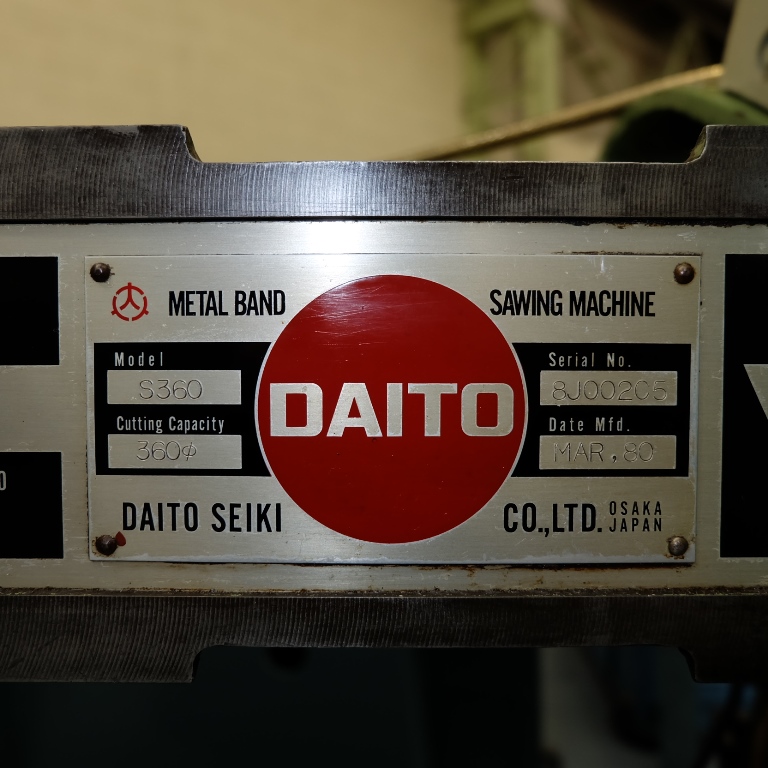 METAL BAND SAWING MACHINE
Model
S360
Cutting Capacity
360φ
DAITO
Serial No.
8J002C5
Date Mfd.
MAR, 80
DAITO SEIKI CO.,LTD. OSAKA
JAPAN